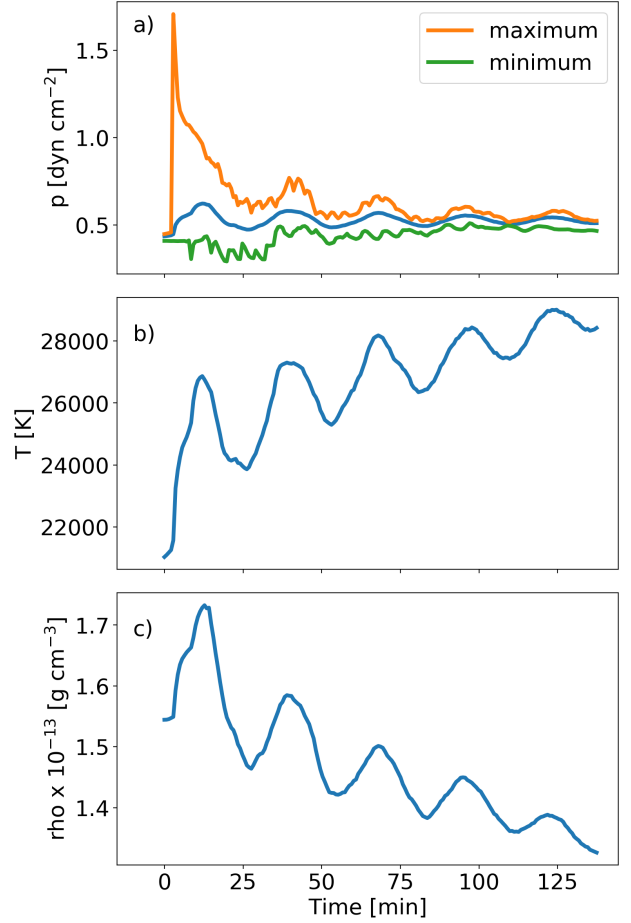 a)
maximum
minimum
1.5
1.0
0.5
p [dyn cm⁻²]
b)
28000
26000
24000
22000
T [K]
c)
1.7
1.6
1.5
1.4
rho x 10⁻¹³ [g cm⁻³]
0 25 50 75 100 125
Time [min]